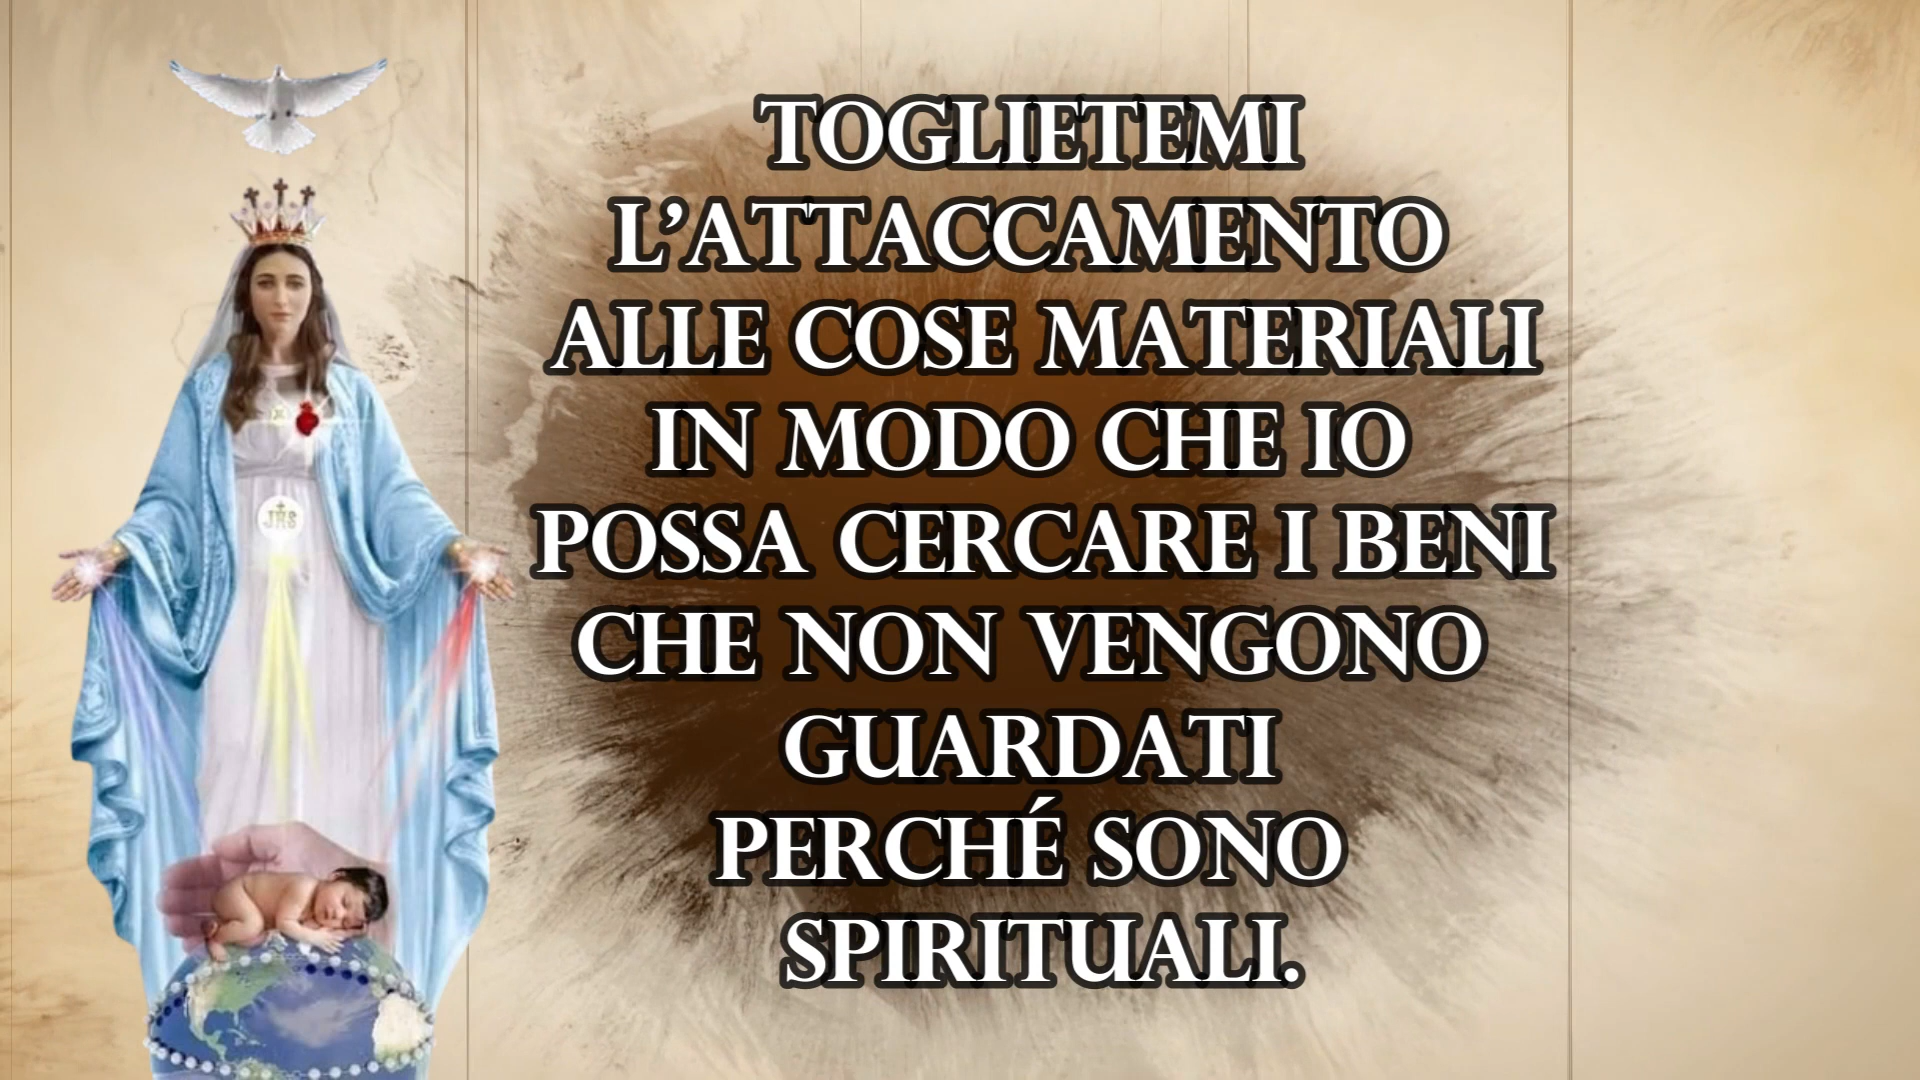 TOGLIETEMI
L’ATTACCAMENTO
ALLE COSE MATERIALI
IN MODO CHE IO
POSSA CERCARE I BENI
CHE NON VENGONO
GUARDATI
PERCHÉ SONO
SPIRITUALI.
JHS